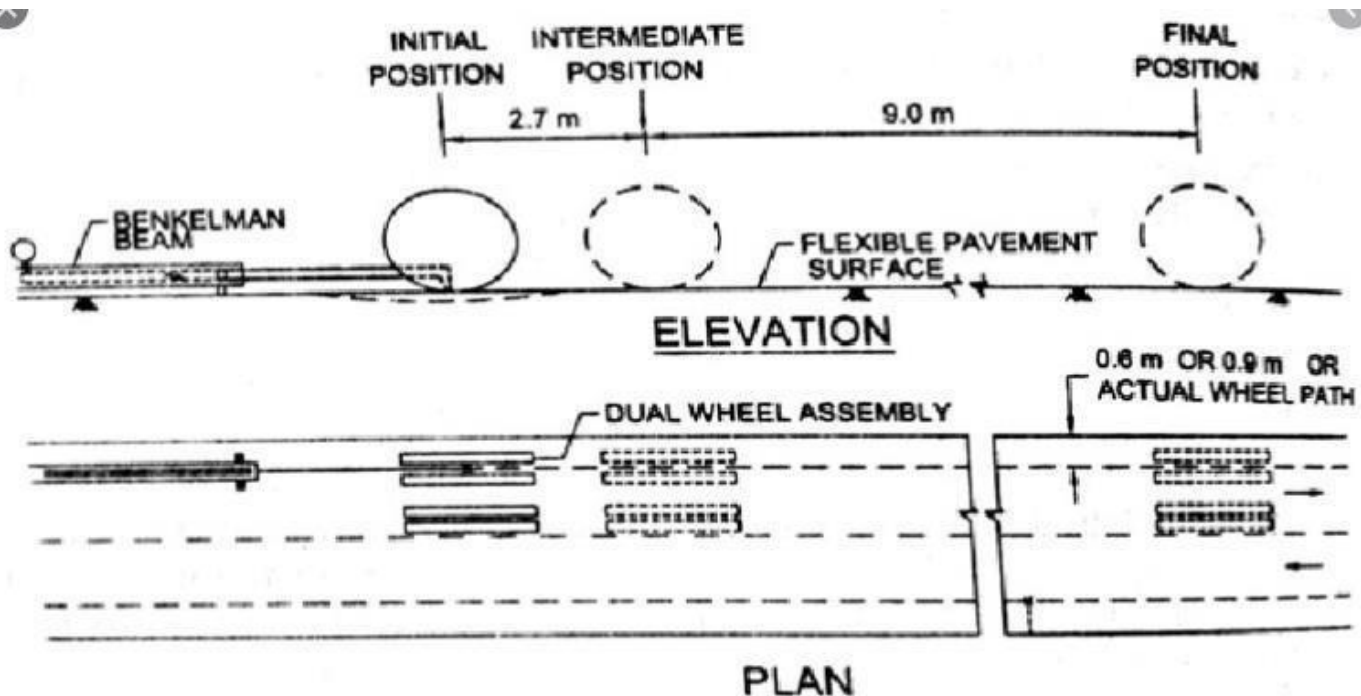 INITIAL POSITION
INTERMEDIATE POSITION
FINAL POSITION
2.7 m
9.0 m
BENKELMAN BEAM
FLEXIBLE PAVEMENT SURFACE
ELEVATION
0.6 m OR 0.9 m OR
ACTUAL WHEEL PATH
DUAL WHEEL ASSEMBLY
PLAN